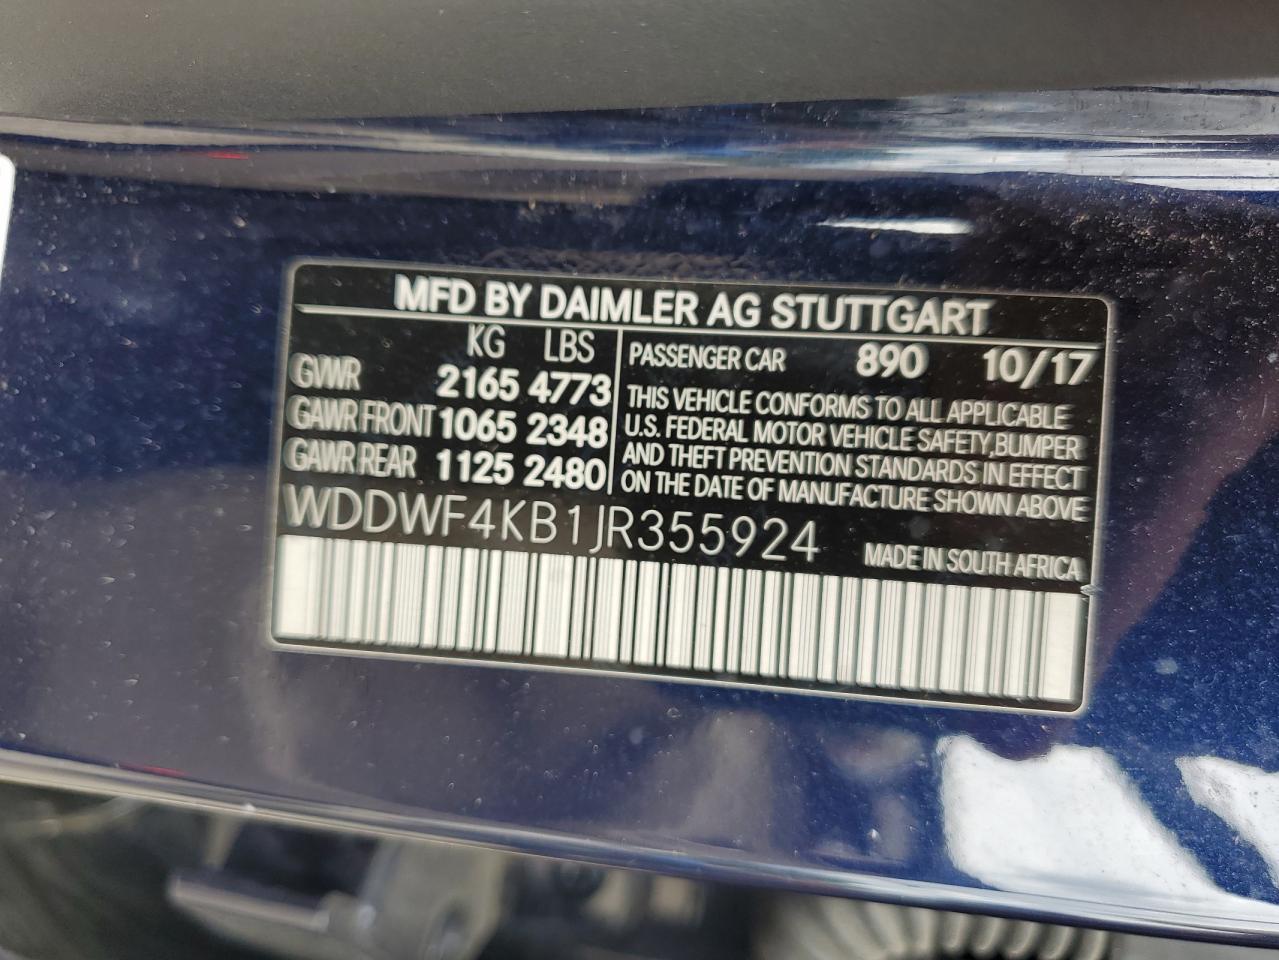 MFD BY DAIMLER AG STUTTGART
KG LBS
GVWR 2165 4773
GAWR FRONT 1065 2348
GAWR REAR 1125 2480
PASSENGER CAR 890 10/17
THIS VEHICLE CONFORMS TO ALL APPLICABLE
U.S. FEDERAL MOTOR VEHICLE SAFETY,BUMPER
AND THEFT PREVENTION STANDARDS IN EFFECT
ON THE DATE OF MANUFACTURE SHOWN ABOVE
WDDWF4KB1JR355924
MADE IN SOUTH AFRICA